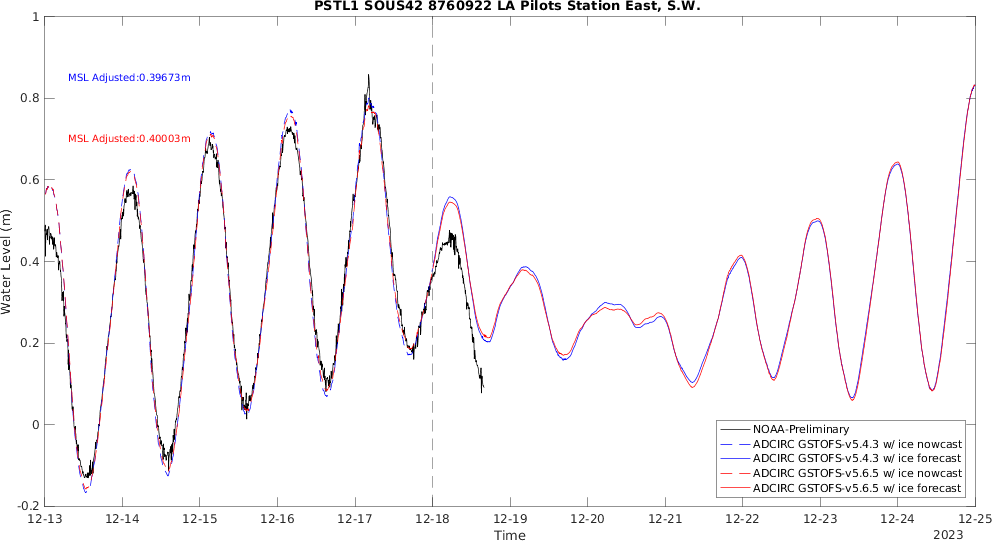 PSTL1 SOUS42 8760922 LA Pilots Station East, S.W.
1
0.8
0.6
0.4
0.2
0
-0.2
Water Level (m)
MSL Adjusted:0.39673m
MSL Adjusted:0.40003m
NOAA-Preliminary
ADCIRC GSTOFS-v5.4.3 w/ ice nowcast
ADCIRC GSTOFS-v5.4.3 w/ ice forecast
ADCIRC GSTOFS-v5.6.5 w/ ice nowcast
ADCIRC GSTOFS-v5.6.5 w/ ice forecast
12-13 12-14 12-15 12-16 12-17 12-18 12-19 12-20 12-21 12-22 12-23 12-24 12-25
Time
2023